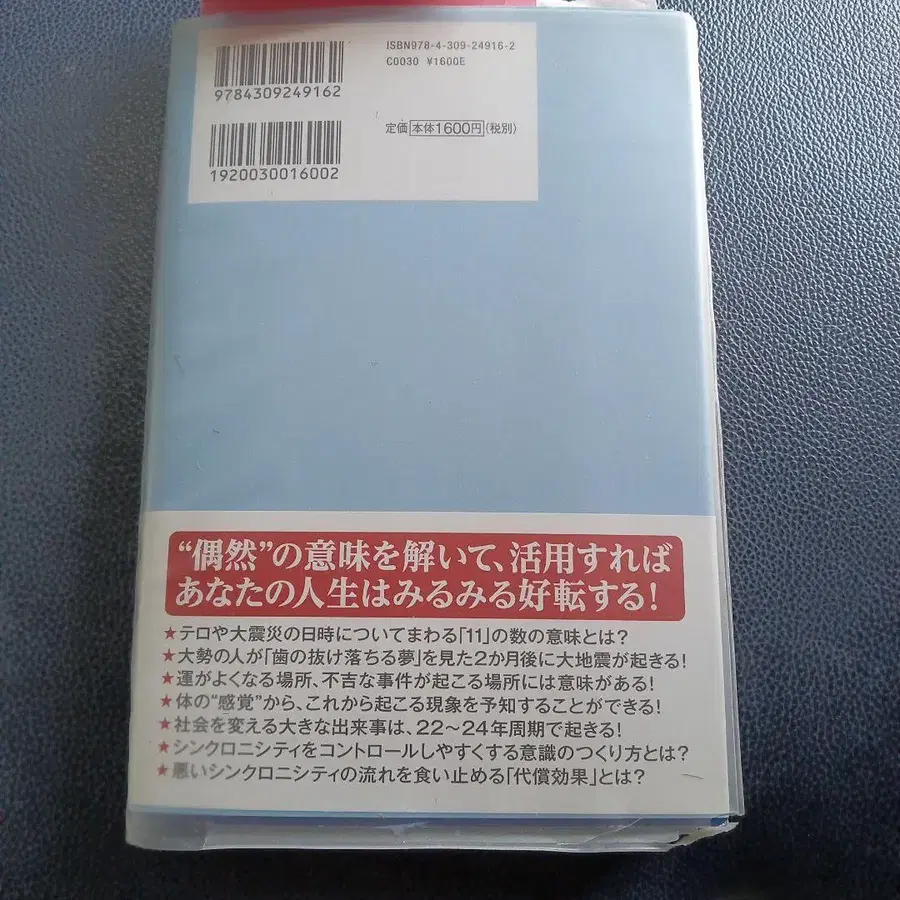 ISBN978-4-309-24916-2
C0030 ¥1600E
9784309249162
定価 本体1600円(税別)
1920030016002
“偶然”の意味を解いて、活用すれば
あなたの人生はみるみる好転する!
★テロや大震災の日時についてまわる「11」の数の意味とは?
★大勢の人が「歯の抜け落ちる夢」を見た2か月後に大地震が起きる!
★運がよくなる場所、不吉な事件が起こる場所には意味がある!
★体の“感覚”から、これから起こる現象を予知することができる!
★社会を変える大きな出来事は、22〜24年周期で起きる!
★シンクロニシティをコントロールしやすくする意識のつくり方とは?
★悪いシンクロニシティの流れを食い止める「代償効果」とは?